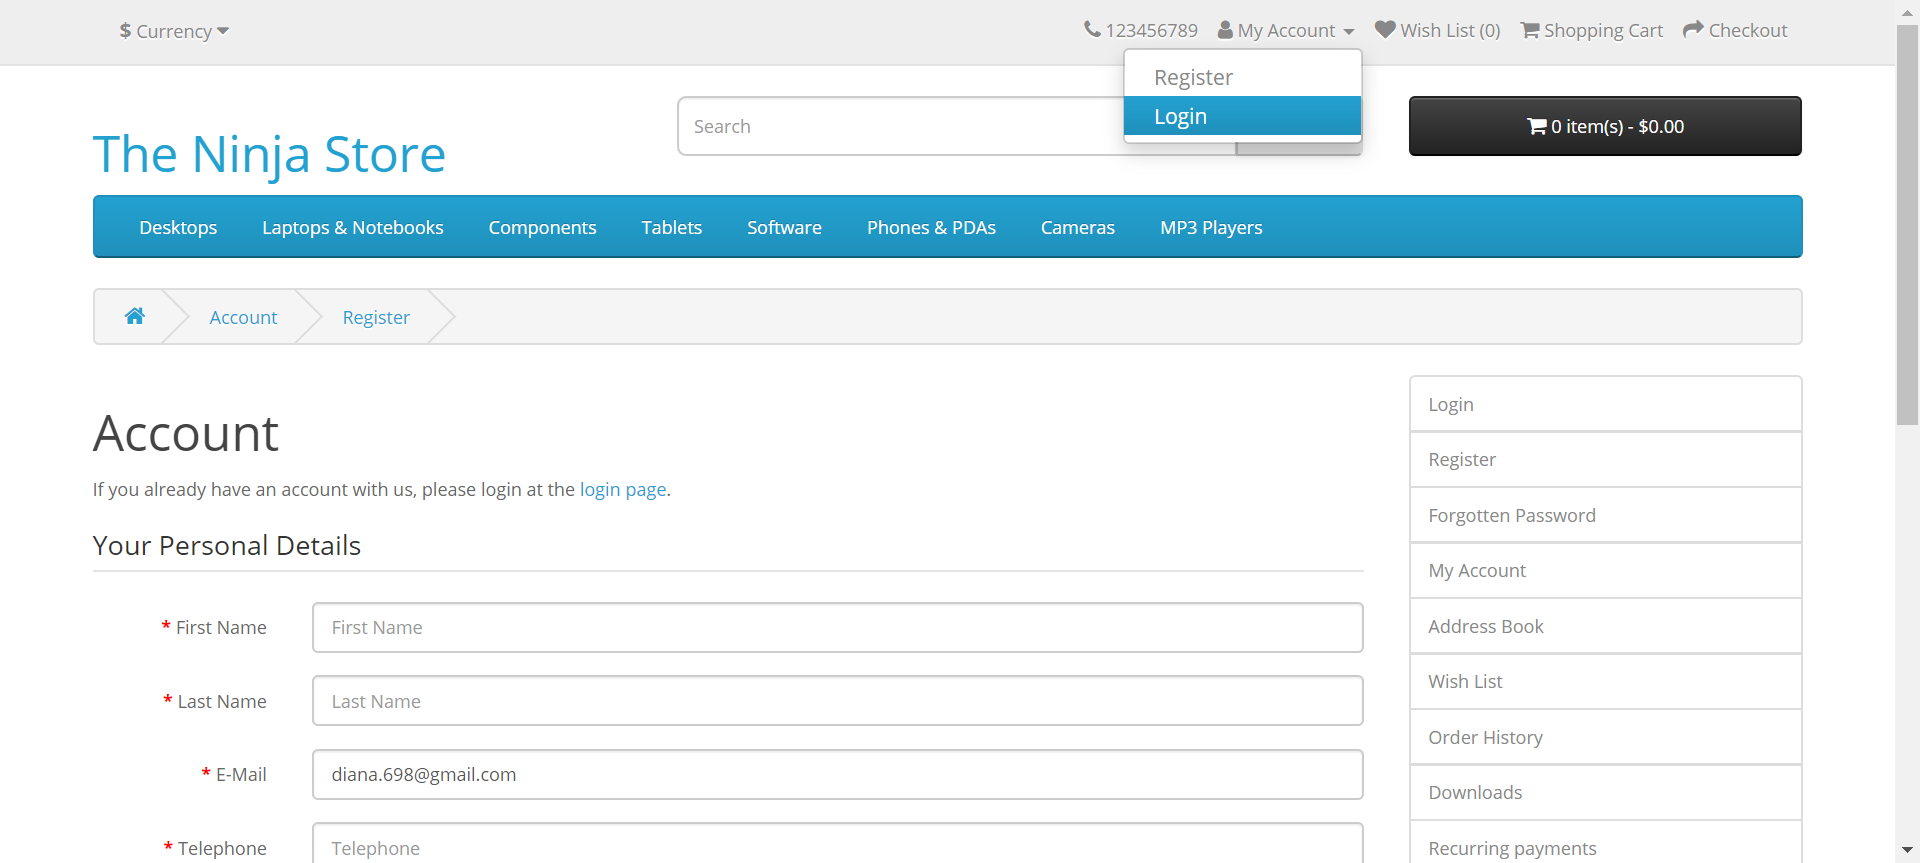 $ Currency
123456789 My Account Wish List (0) Shopping Cart Checkout
Register
Login
Search
0 item(s) - $0.00
The Ninja Store
Desktops Laptops & Notebooks Components Tablets Software Phones & PDAs Cameras MP3 Players
Account Register
Account
If you already have an account with us, please login at the login page.
Your Personal Details
* First Name First Name
* Last Name Last Name
* E-Mail diana.698@gmail.com
* Telephone Telephone
Login
Register
Forgotten Password
My Account
Address Book
Wish List
Order History
Downloads
Recurring payments